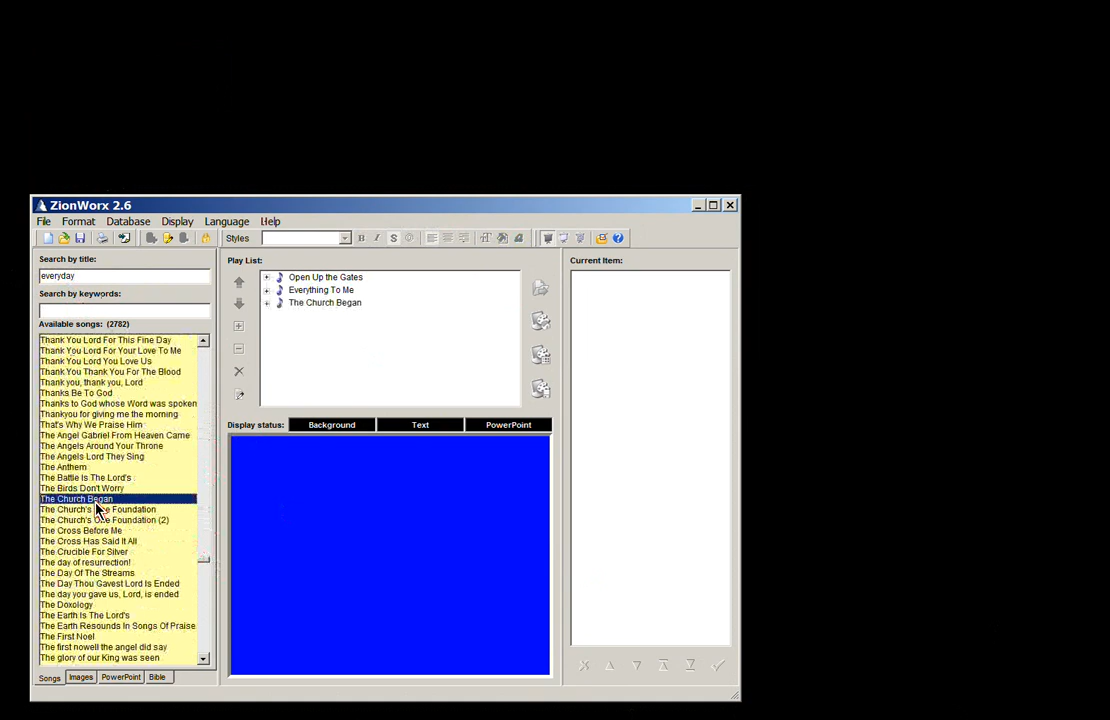 ZionWorx 2.6
File Format Database Display Language Help
Styles B I S
Search by title:
everyday
Search by keywords:
Available songs: (2782)
Thank You Lord For This Fine Day
Thank You Lord For Your Love To Me
Thank You Lord You Love Us
Thank You Thank You For The Blood
Thank you, thank you, Lord
Thanks Be To God
Thanks to God whose Word was spoken
Thankyou for giving me the morning
That's Why We Praise Him
The Angel Gabriel From Heaven Came
The Angels Around Your Throne
The Angels Lord They Sing
The Anthem
The Battle Is The Lord's
The Birds Don't Worry
The Church Began
The Church's One Foundation
The Church's One Foundation (2)
The Cross Before Me
The Cross Has Said It All
The Crucible For Silver
The day of resurrection!
The Day Of The Streams
The Day Thou Gavest Lord Is Ended
The day you gave us, Lord, is ended
The Doxology
The Earth Is The Lord's
The Earth Resounds In Songs Of Praise
The First Noel
The first nowell the angel did say
The glory of our King was seen
Songs Images PowerPoint Bible
Play List:
Open Up the Gates
Everything To Me
The Church Began
Display status: Background Text PowerPoint
Current Item: